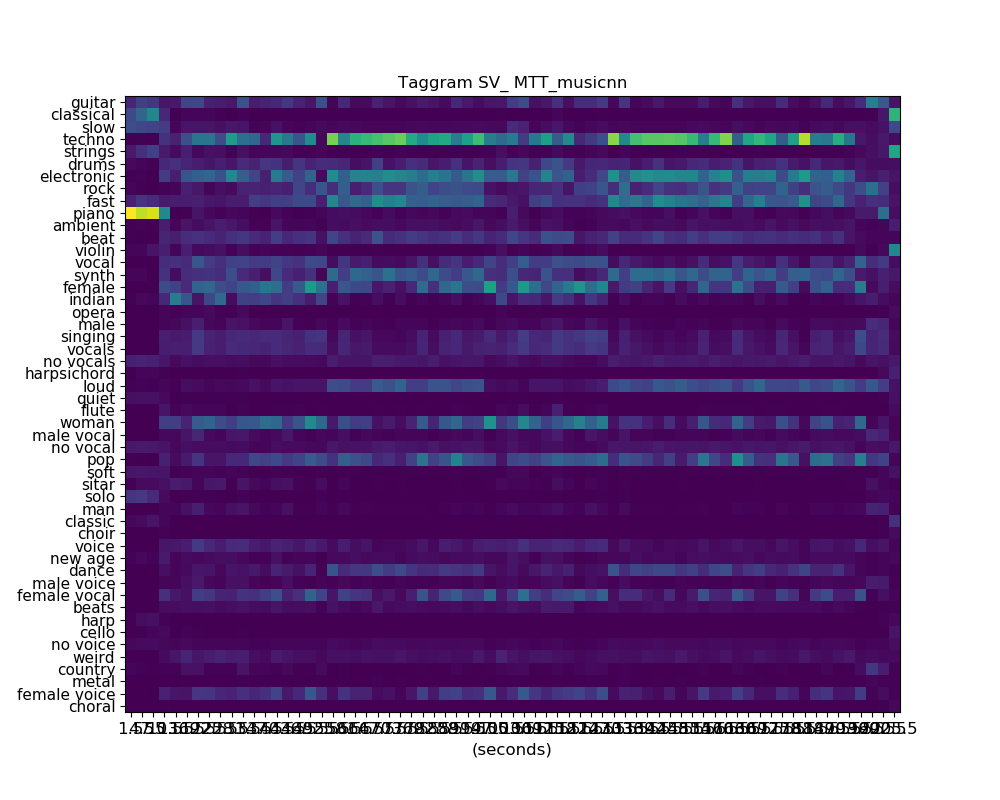 Taggram SV_ MTT_musicnn
guitar
classical
slow
techno
strings
drums
electronic
rock
fast
piano
ambient
beat
violin
vocal
synth
female
indian
opera
male
singing
vocals
no vocals
harpsichord
loud
quiet
flute
woman
male vocal
no vocal
pop
soft
sitar
solo
man
classic
choir
voice
new age
dance
male voice
female vocal
beats
harp
cello
no voice
weird
country
metal
female voice
choral
(seconds)